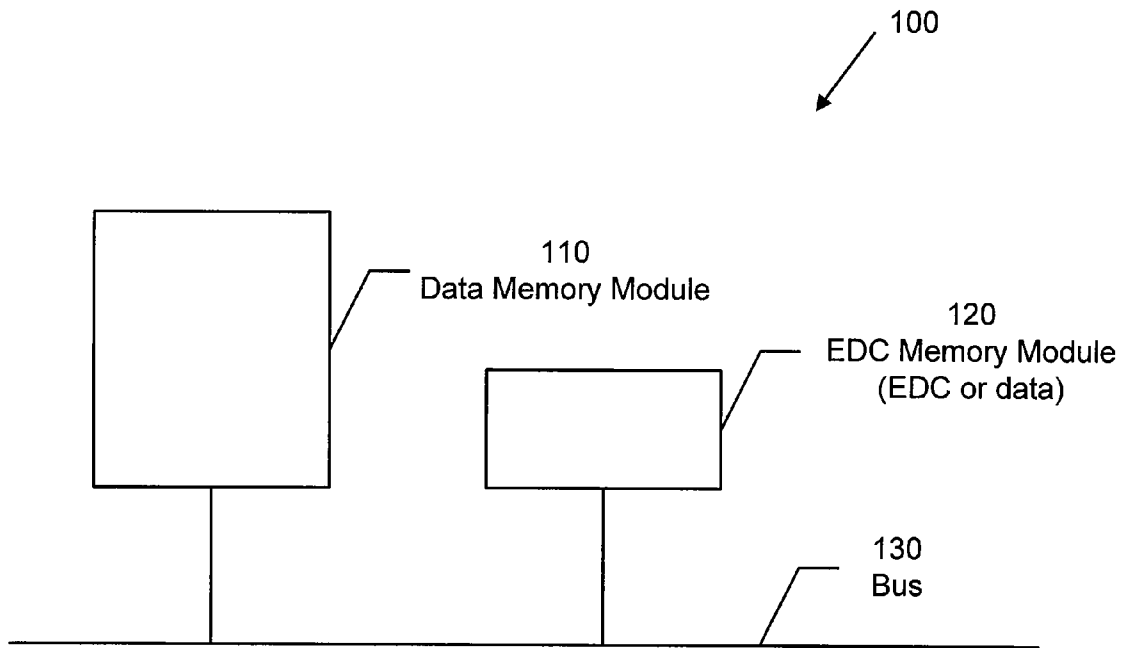 100
110
Data Memory Module
120
EDC Memory Module
(EDC or data)
130
Bus